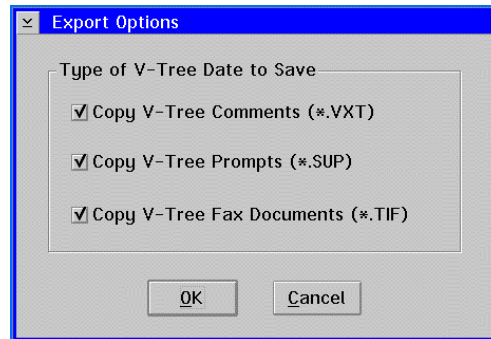 Export Options
Type of V-Tree Date to Save
Copy V-Tree Comments (*.VXT)
Copy V-Tree Prompts (*.SUP)
Copy V-Tree Fax Documents (*.TIF)
OK Cancel